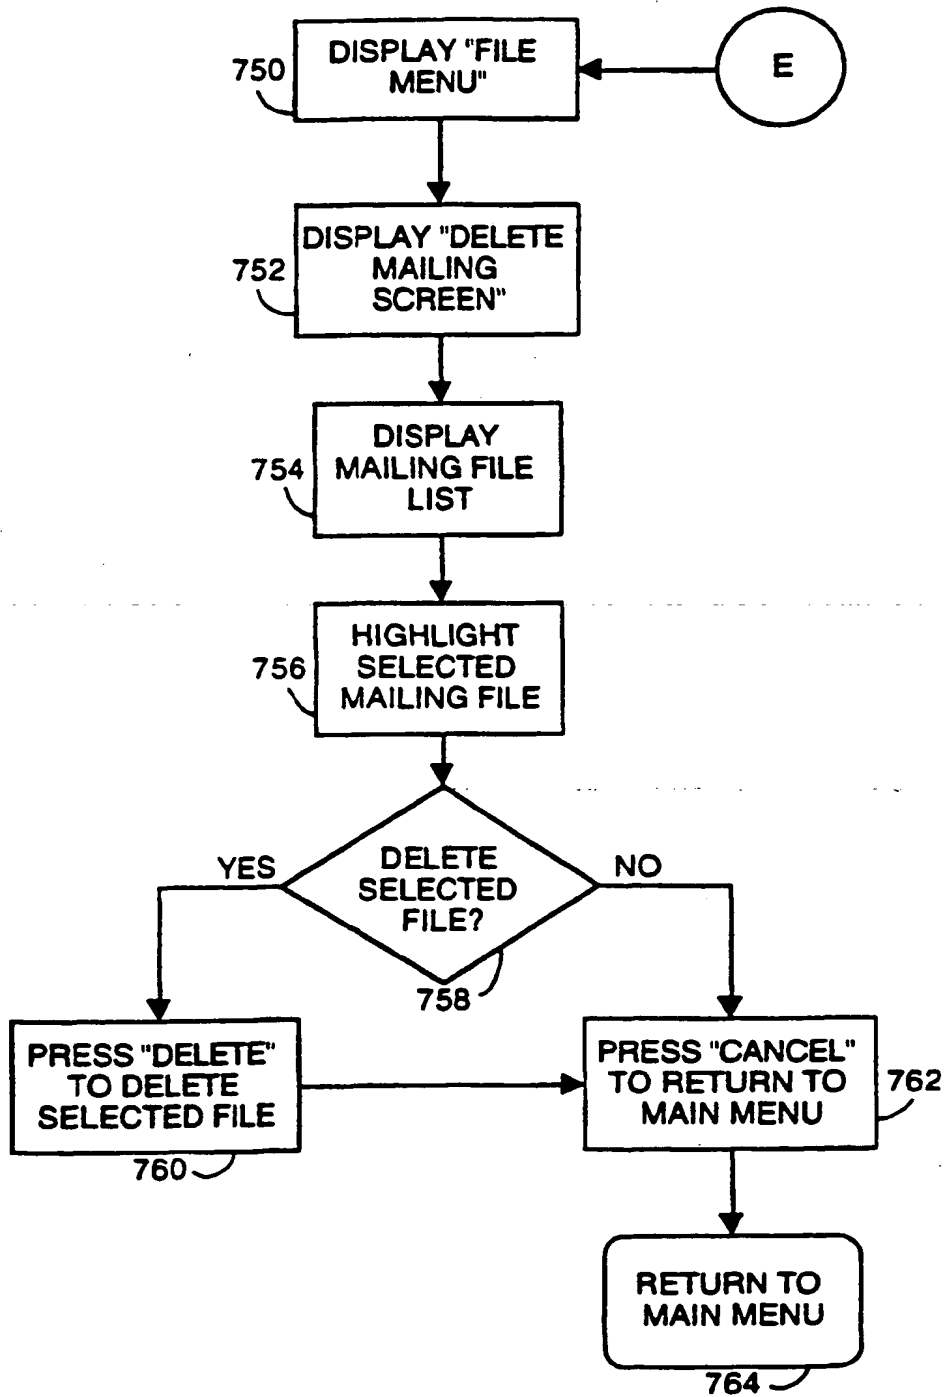 DISPLAY "FILE
MENU"
750
E
DISPLAY "DELETE
MAILING
SCREEN"
752
DISPLAY
MAILING FILE
LIST
754
HIGHLIGHT
SELECTED
MAILING FILE
756
DELETE
SELECTED
FILE?
YES
NO
758
PRESS "DELETE"
TO DELETE
SELECTED FILE
760
PRESS "CANCEL"
TO RETURN TO
MAIN MENU
762
RETURN TO
MAIN MENU
764